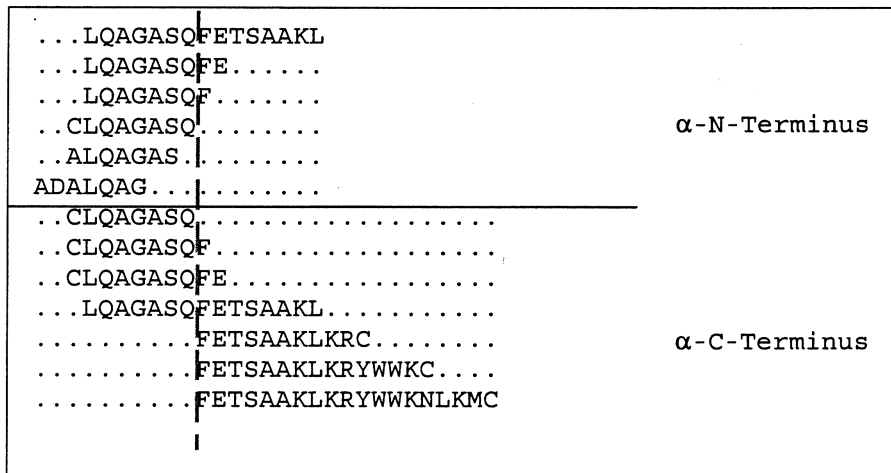 ...LQAGASQFETSAAKL
...LQAGASQFE......
...LQAGASQF.......
..CLQAGASQ........
α-N-Terminus
..ALQAGAS.........
ADALQAG...........
..CLQAGASQ...................
..CLQAGASQF..................
..CLQAGASQFE.................
...LQAGASQFETSAAKL...........
..........FETSAAKLKRC........
α-C-Terminus
..........FETSAAKLKRYWWKC....
..........FETSAAKLKRYWWKNLKMC